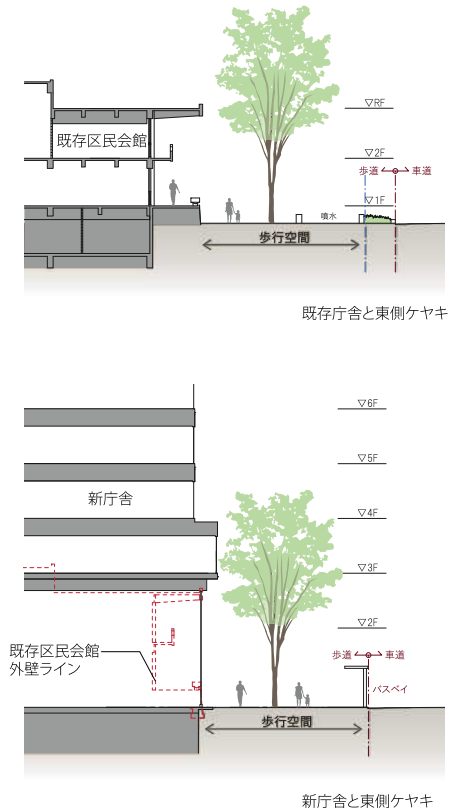 ▽RF
既存区民会館
▽2F
歩道 車道
▽1F
噴水
歩行空間
既存庁舎と東側ケヤキ
▽6F
▽5F
新庁舎
▽4F
▽3F
▽2F
既存区民会館
外壁ライン
歩道 車道
バスベイ
歩行空間
新庁舎と東側ケヤキ